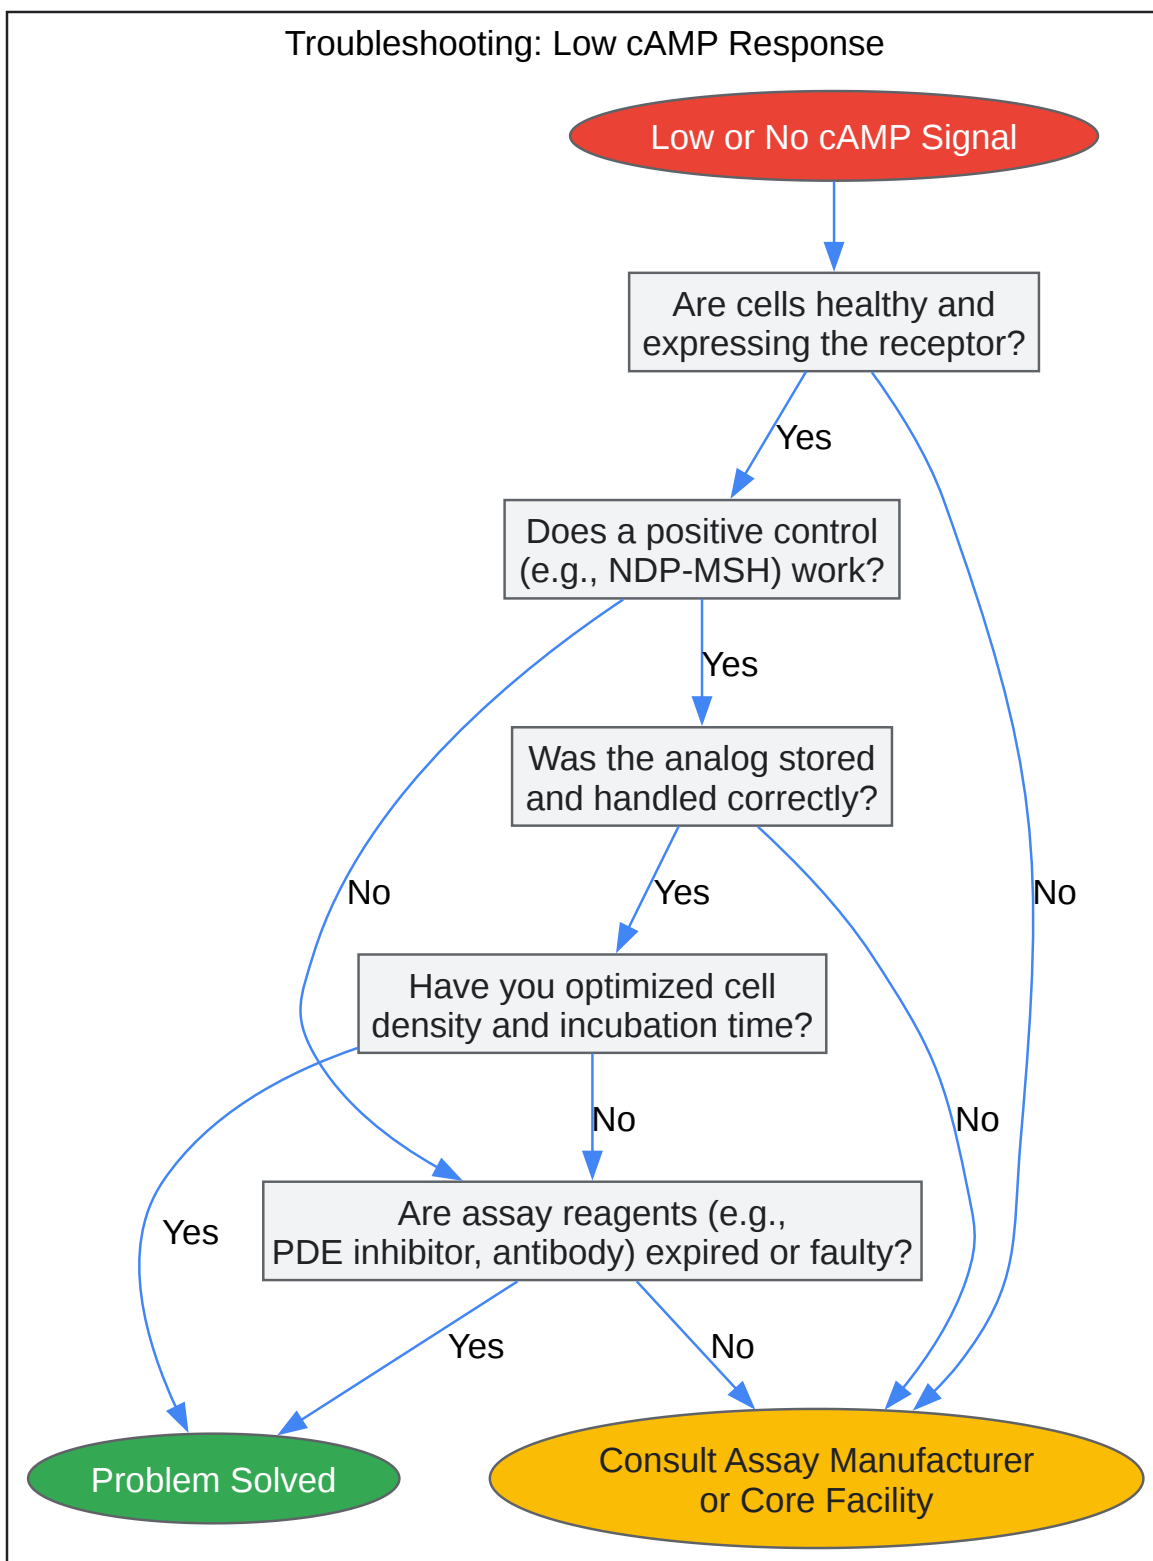 Troubleshooting: Low cAMP Response
Low or No cAMP Signal
Are cells healthy and
expressing the receptor?
Yes
Does a positive control
(e.g., NDP-MSH) work?
Yes
Was the analog stored
and handled correctly?
No
Yes
No
Have you optimized cell
density and incubation time?
No
No
Are assay reagents (e.g.,
PDE inhibitor, antibody) expired or faulty?
Yes
Yes
No
Problem Solved
Consult Assay Manufacturer
or Core Facility